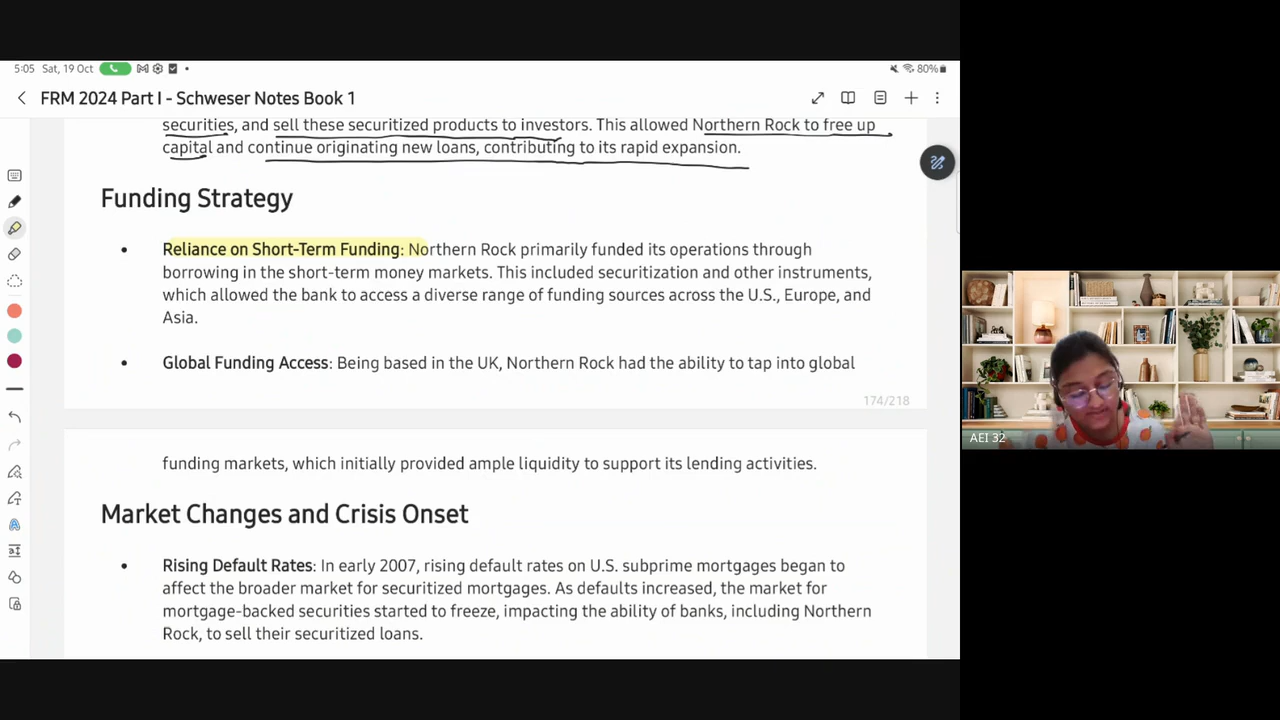 5:05 Sat, 19 Oct
80%
FRM 2024 Part I - Schweser Notes Book 1
securities, and sell these securitized products to investors. This allowed Northern Rock to free up
capital and continue originating new loans, contributing to its rapid expansion.
Funding Strategy
• Reliance on Short-Term Funding: Northern Rock primarily funded its operations through
borrowing in the short-term money markets. This included securitization and other instruments,
which allowed the bank to access a diverse range of funding sources across the U.S., Europe, and
Asia.
• Global Funding Access: Being based in the UK, Northern Rock had the ability to tap into global
174/218
funding markets, which initially provided ample liquidity to support its lending activities.
Market Changes and Crisis Onset
• Rising Default Rates: In early 2007, rising default rates on U.S. subprime mortgages began to
affect the broader market for securitized mortgages. As defaults increased, the market for
mortgage-backed securities started to freeze, impacting the ability of banks, including Northern
Rock, to sell their securitized loans.
AEI 32